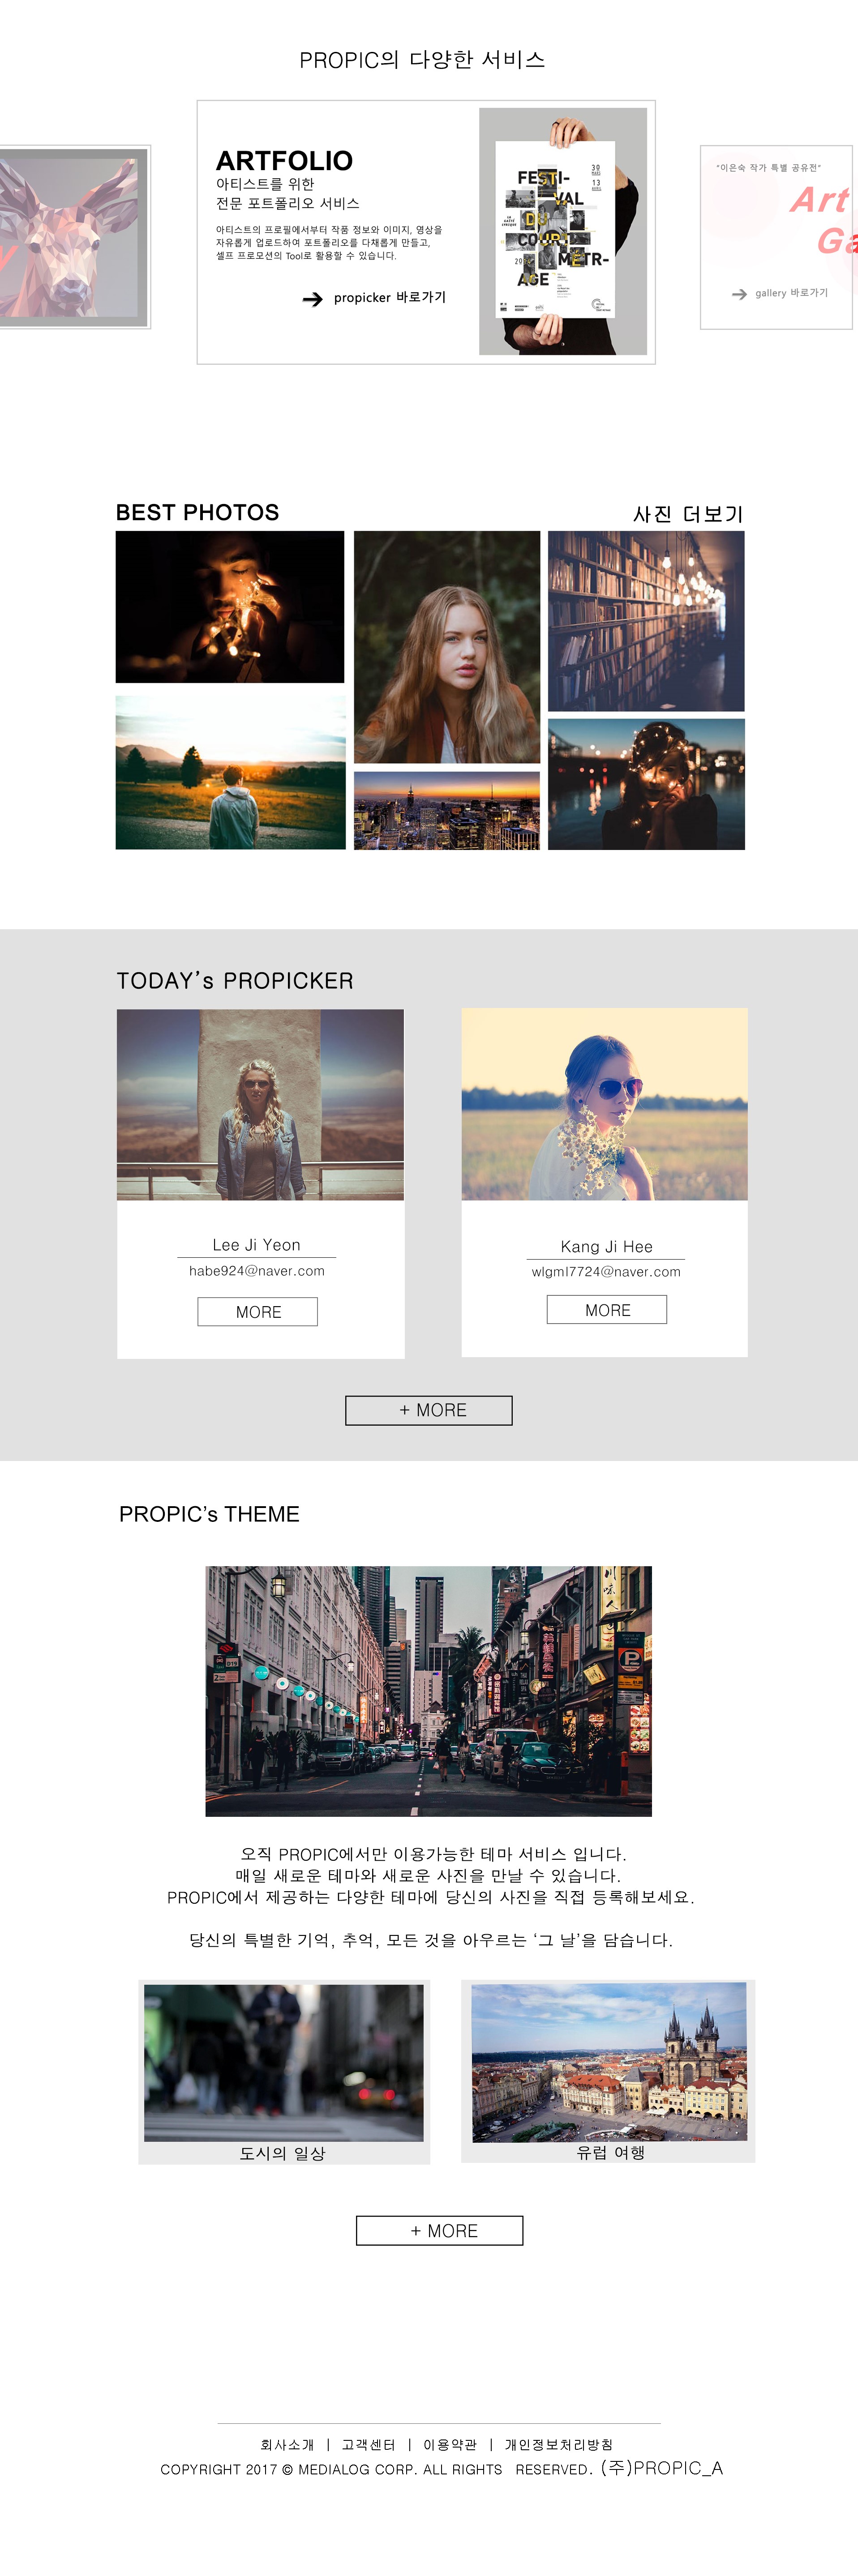 PROPIC의 다양한 서비스
ARTFOLIO
아티스트를 위한
전문 포트폴리오 서비스
아티스트의 프로필에서부터 작품 정보와 이미지, 영상을
자유롭게 업로드하여 포트폴리오를 다채롭게 만들고,
셀프 프로모션의 Tool로 활용할 수 있습니다.
propicker 바로가기
FESTI-
VAL
DU
COURT
METR-
AGE
30
13
"이은숙 작가 특별 공유전"
Art
Ga
gallery 바로가기
BEST PHOTOS
사진 더보기
TODAY's PROPICKER
Lee Ji Yeon
habe924@naver.com
MORE
Kang Ji Hee
wlgml7724@naver.com
MORE
+ MORE
PROPIC's THEME
오직 PROPIC에서만 이용가능한 테마 서비스 입니다.
매일 새로운 테마와 새로운 사진을 만날 수 있습니다.
PROPIC에서 제공하는 다양한 테마에 당신의 사진을 직접 등록해보세요.
당신의 특별한 기억, 추억, 모든 것을 아우르는 ‘그 날’을 담습니다.
도시의 일상
유럽 여행
+ MORE
회사소개 | 고객센터 | 이용약관 | 개인정보처리방침
COPYRIGHT 2017 © MEDIALOG CORP. ALL RIGHTS RESERVED. (주)PROPIC_A